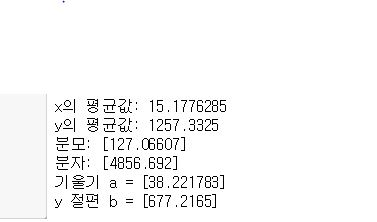 x의 평균값: 15.1776285
y의 평균값: 1257.3325
분모: [127.06607]
분자: [4856.692]
기울기 a = [38.221783]
y 절편 b = [677.2165]